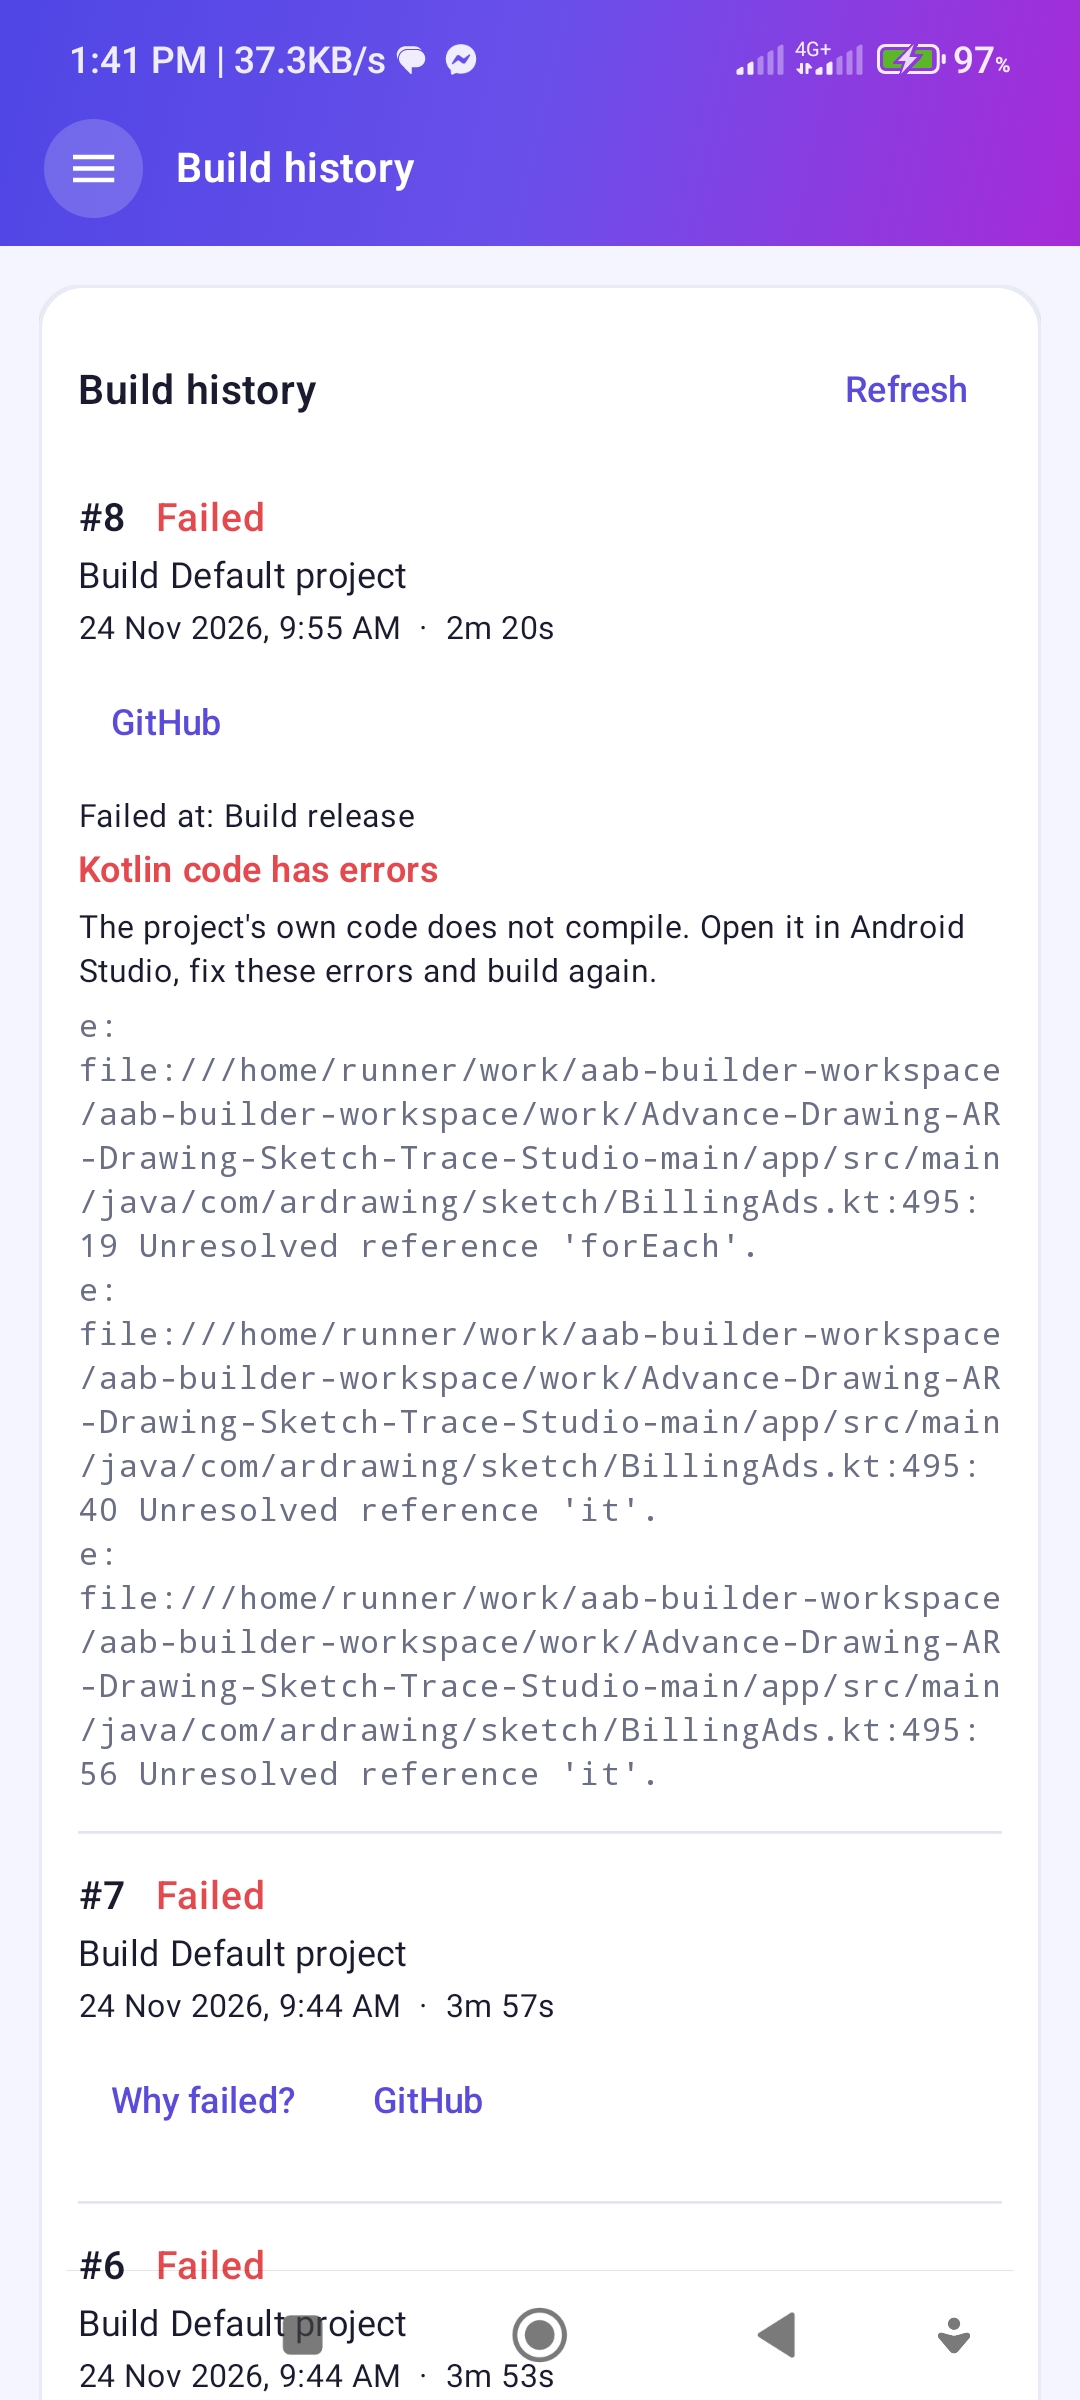 1:41 PM | 37.3KB/s 4G+ 97%
Build history
Build history Refresh
#8 Failed
Build Default project
24 Nov 2026, 9:55 AM · 2m 20s
GitHub
Failed at: Build release
Kotlin code has errors
The project's own code does not compile. Open it in Android
Studio, fix these errors and build again.
e:
file:///home/runner/work/aab-builder-workspace
/aab-builder-workspace/work/Advance-Drawing-AR
-Drawing-Sketch-Trace-Studio-main/app/src/main
/java/com/ardrawing/sketch/BillingAds.kt:495:
19 Unresolved reference 'forEach'.
e:
file:///home/runner/work/aab-builder-workspace
/aab-builder-workspace/work/Advance-Drawing-AR
-Drawing-Sketch-Trace-Studio-main/app/src/main
/java/com/ardrawing/sketch/BillingAds.kt:495:
40 Unresolved reference 'it'.
e:
file:///home/runner/work/aab-builder-workspace
/aab-builder-workspace/work/Advance-Drawing-AR
-Drawing-Sketch-Trace-Studio-main/app/src/main
/java/com/ardrawing/sketch/BillingAds.kt:495:
56 Unresolved reference 'it'.
#7 Failed
Build Default project
24 Nov 2026, 9:44 AM · 3m 57s
Why failed? GitHub
#6 Failed
Build Default project
24 Nov 2026, 9:44 AM · 3m 53s